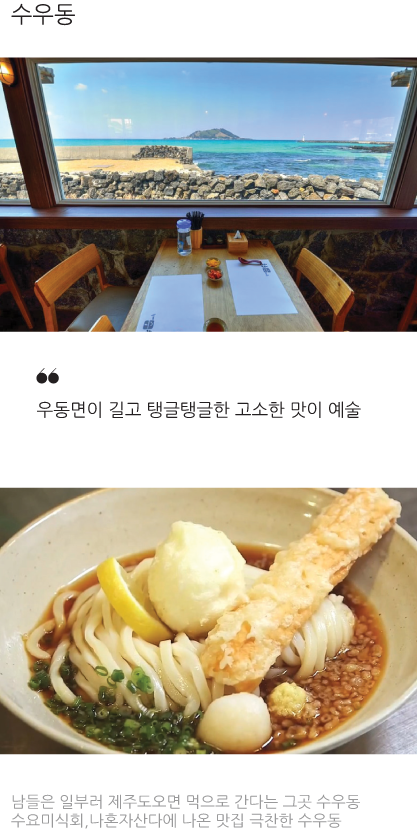 수우동
우동면이 길고 탱글탱글한 고소한 맛이 예술
남들은 일부러 제주도오면 먹으로 간다는 그곳 수우동
수요미식회,나혼자산다에 나온 맛집 극찬한 수우동